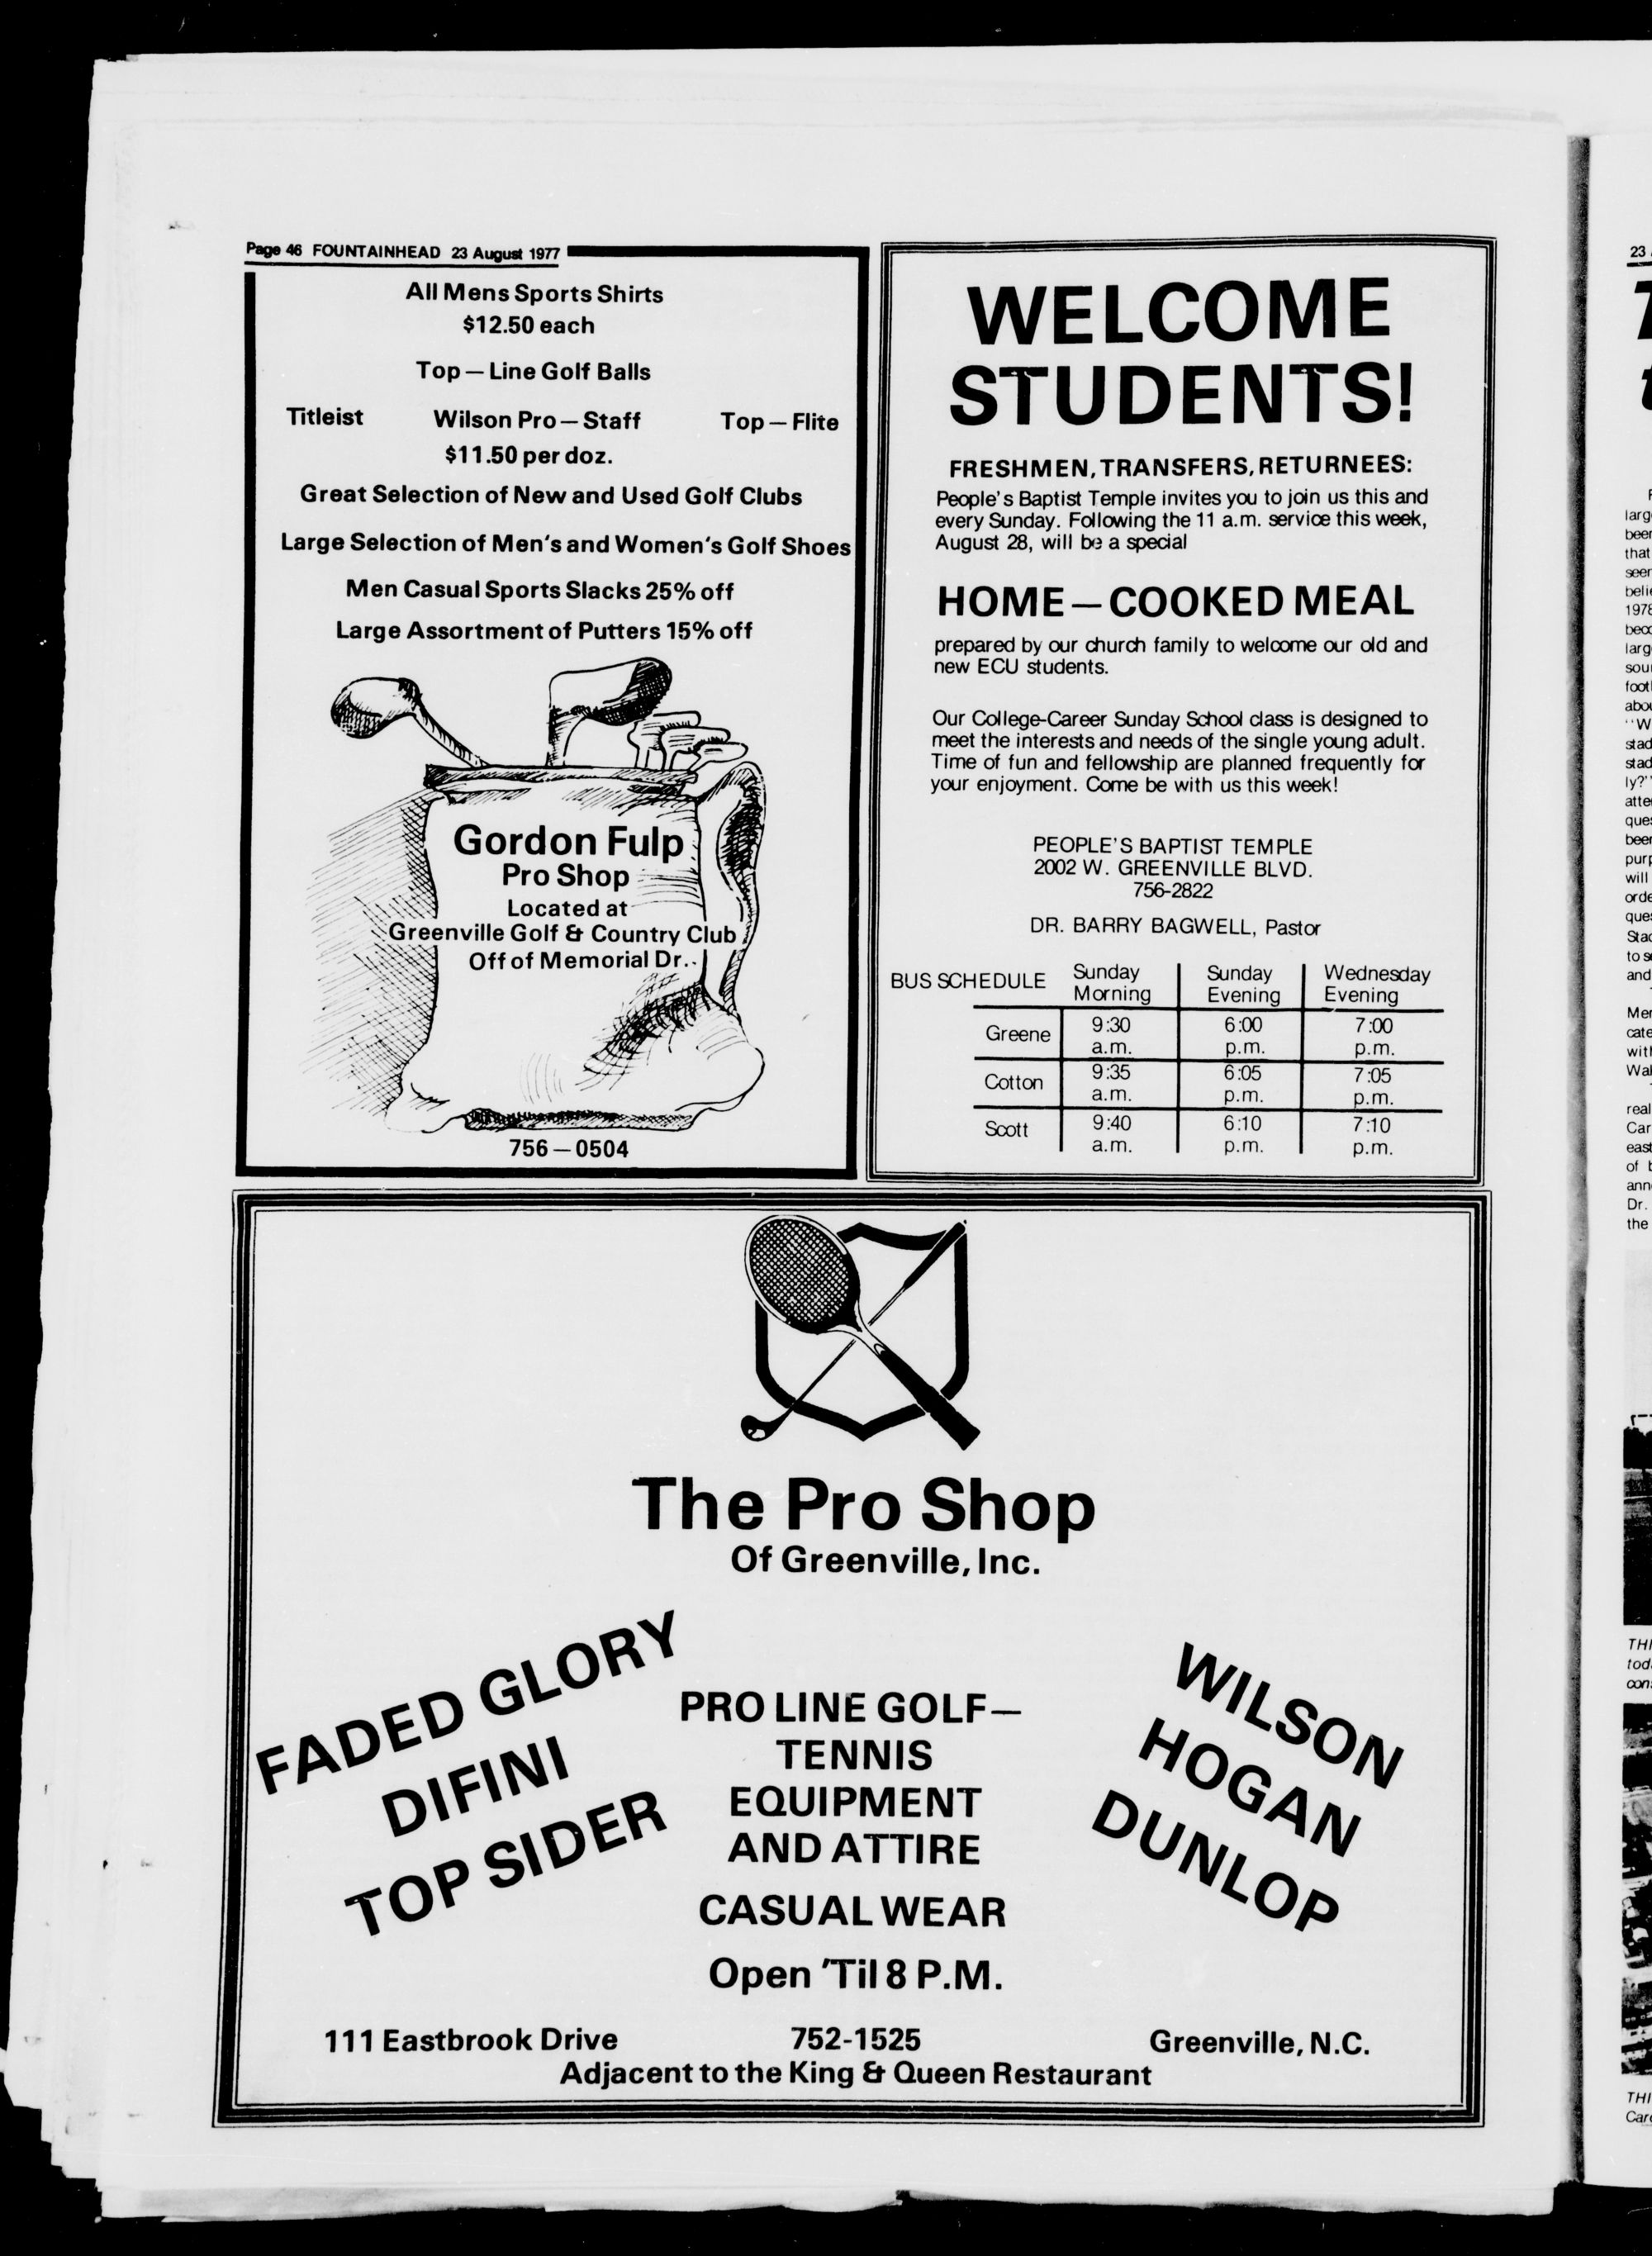 Page 46 FOUNTAINHEAD 23 August 1977
All Mens Sports Shirts
$12.50 each
Top — Line Golf Balls
Titleist Wilson Pro — Staff Top — Flite
$11.50 per doz.
Great Selection of New and Used Golf Clubs
Large Selection of Men's and Women's Golf Shoes
Men Casual Sports Slacks 25% off
Large Assortment of Putters 15% off
Gordon Fulp
Pro Shop
Located at
Greenville Golf & Country Club
Off of Memorial Dr.
756 — 0504
WELCOME
STUDENTS!
FRESHMEN, TRANSFERS, RETURNEES:
People's Baptist Temple invites you to join us this and
every Sunday. Following the 11 a.m. service this week,
August 28, will be a special
HOME — COOKED MEAL
prepared by our church family to welcome our old and
new ECU students.
Our College-Career Sunday School class is designed to
meet the interests and needs of the single young adult.
Time of fun and fellowship are planned frequently for
your enjoyment. Come be with us this week!
PEOPLE'S BAPTIST TEMPLE
2002 W. GREENVILLE BLVD.
756-2822
DR. BARRY BAGWELL, Pastor
BUS SCHEDULE Sunday Morning Sunday Evening Wednesday Evening
Greene 9:30 a.m. 6:00 p.m. 7:00 p.m.
Cotton 9:35 a.m. 6:05 p.m. 7:05 p.m.
Scott 9:40 a.m. 6:10 p.m. 7:10 p.m.
The Pro Shop
Of Greenville, Inc.
FADED GLORY
DIFINI
TOP SIDER
PRO LINE GOLF—
TENNIS
EQUIPMENT
AND ATTIRE
CASUAL WEAR
Open 'Til 8 P.M.
WILSON
HOGAN
DUNLOP
111 Eastbrook Drive 752-1525 Greenville, N.C.
Adjacent to the King & Queen Restaurant